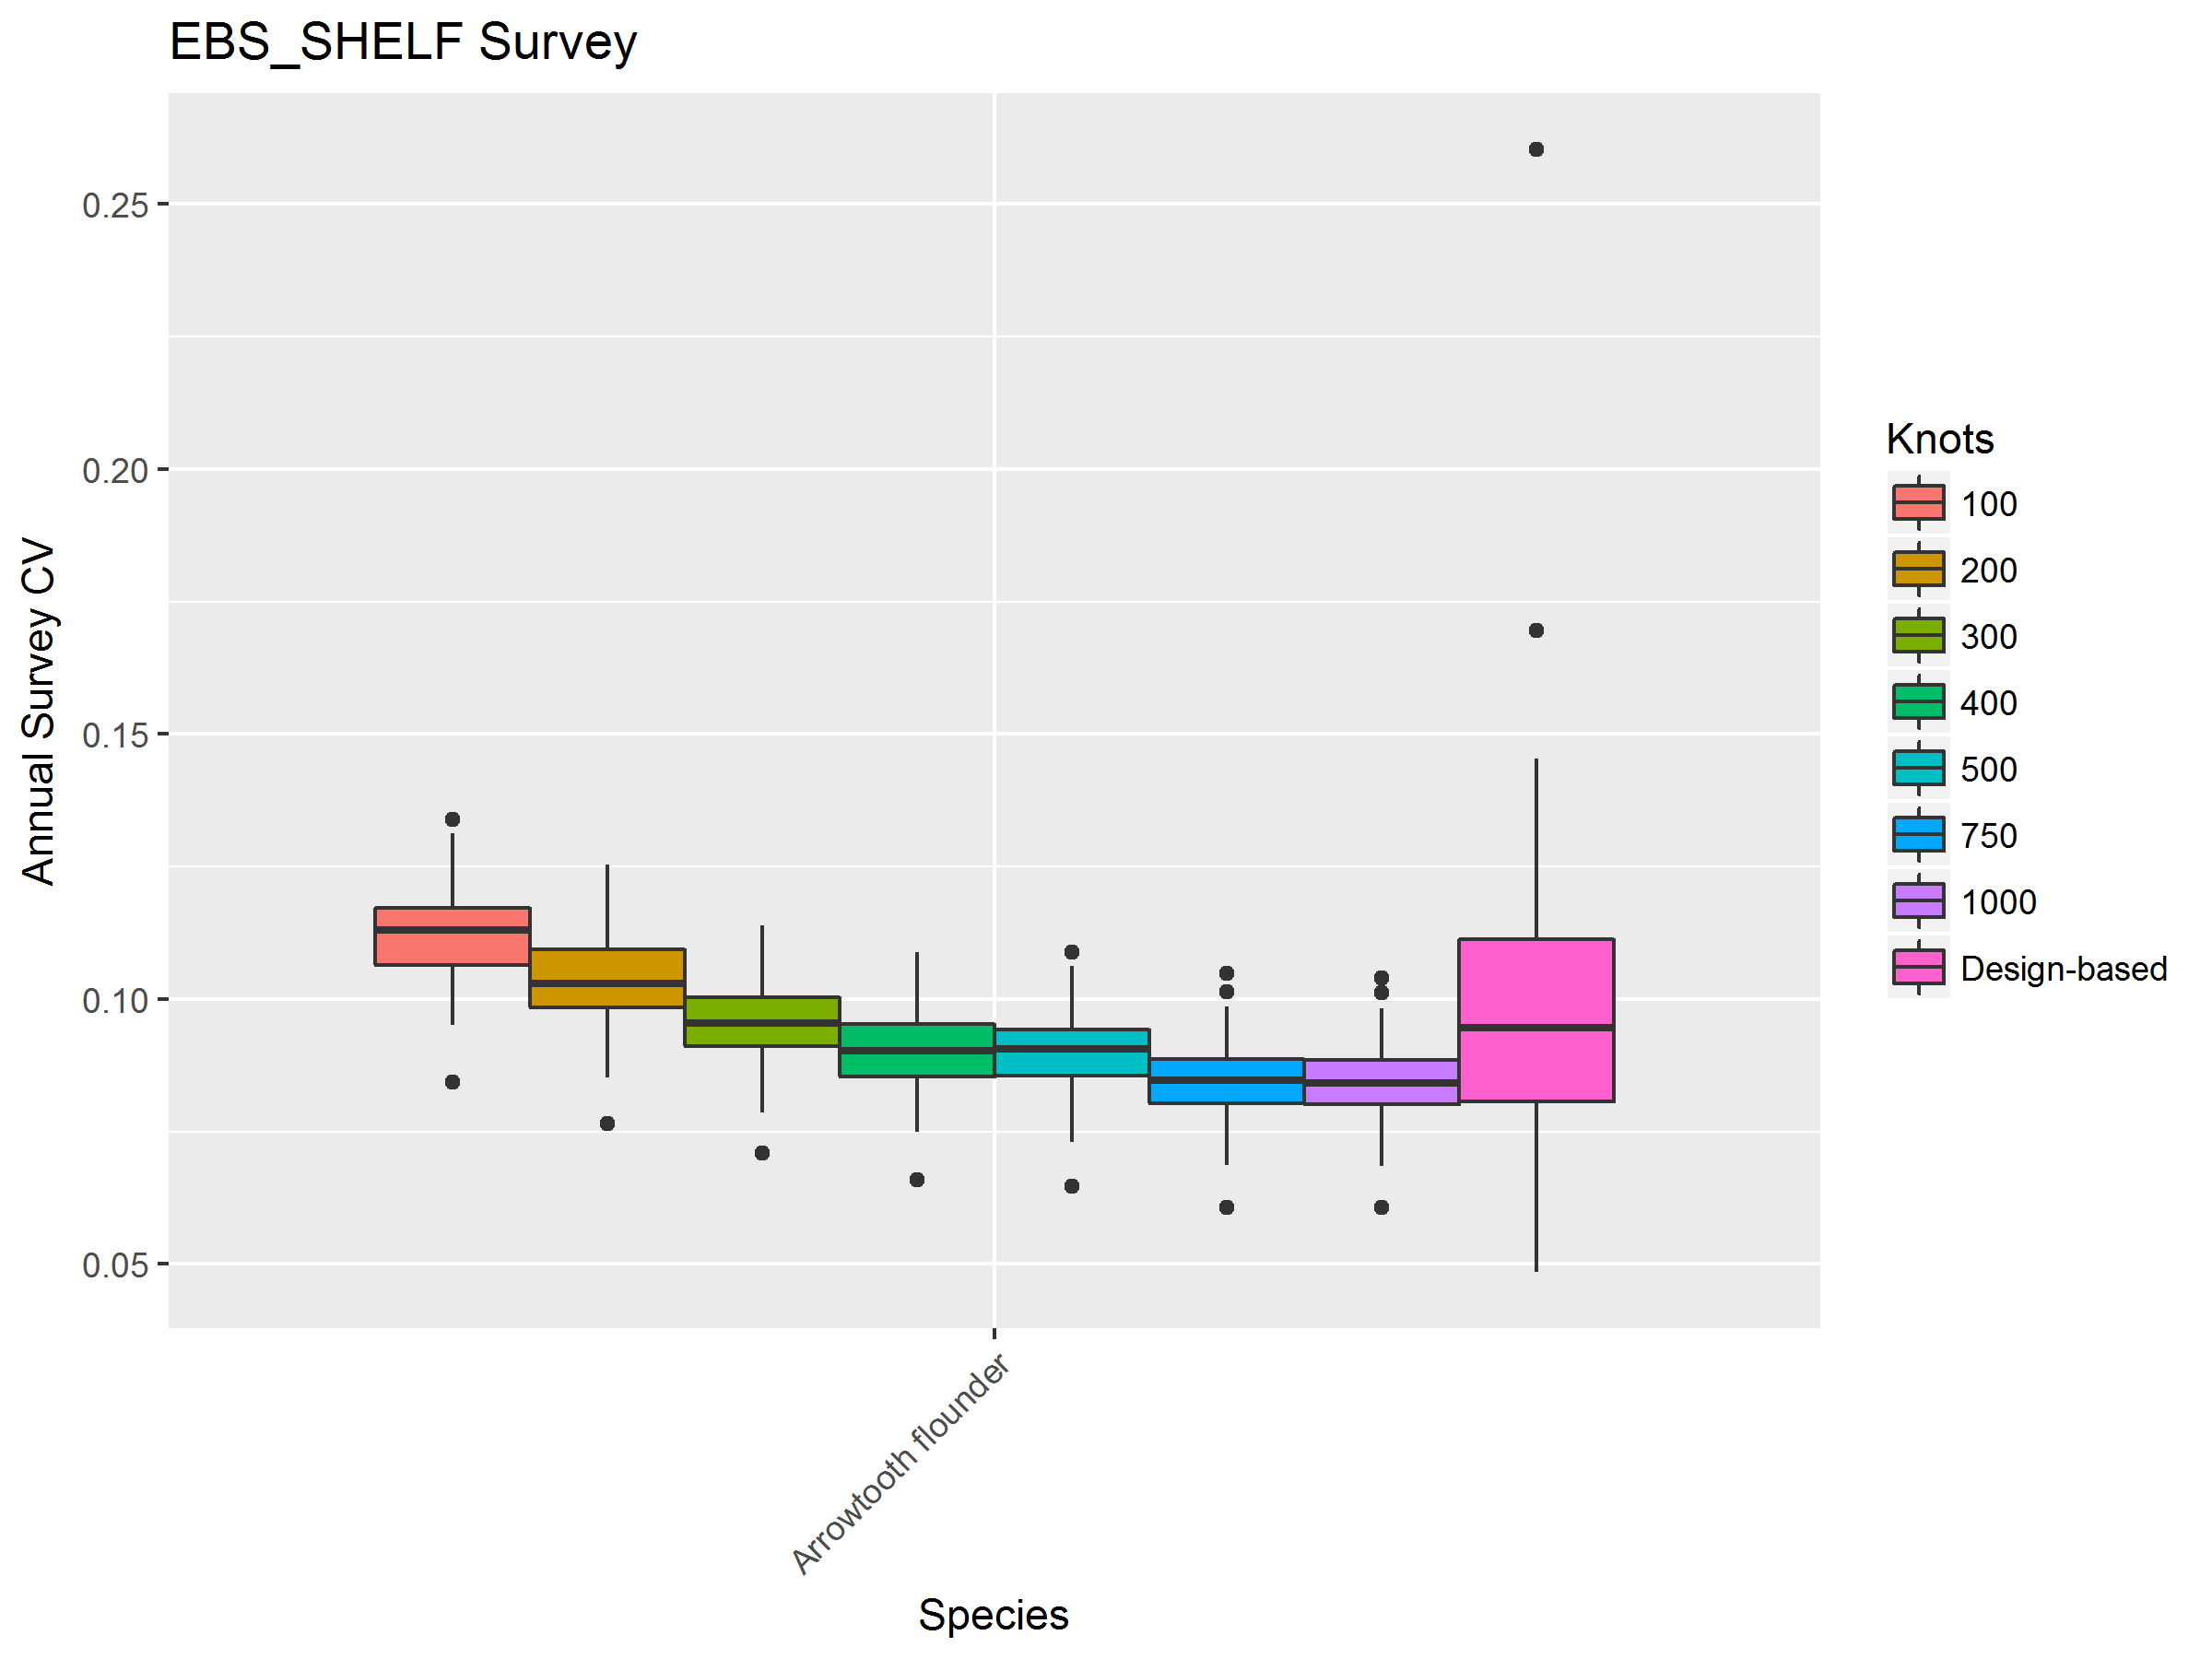 EBS_SHELF Survey
Annual Survey CV
0.25
0.20
0.15
0.10
0.05
Arrowtooth flounder
Species
Knots
100
200
300
400
500
750
1000
Design-based